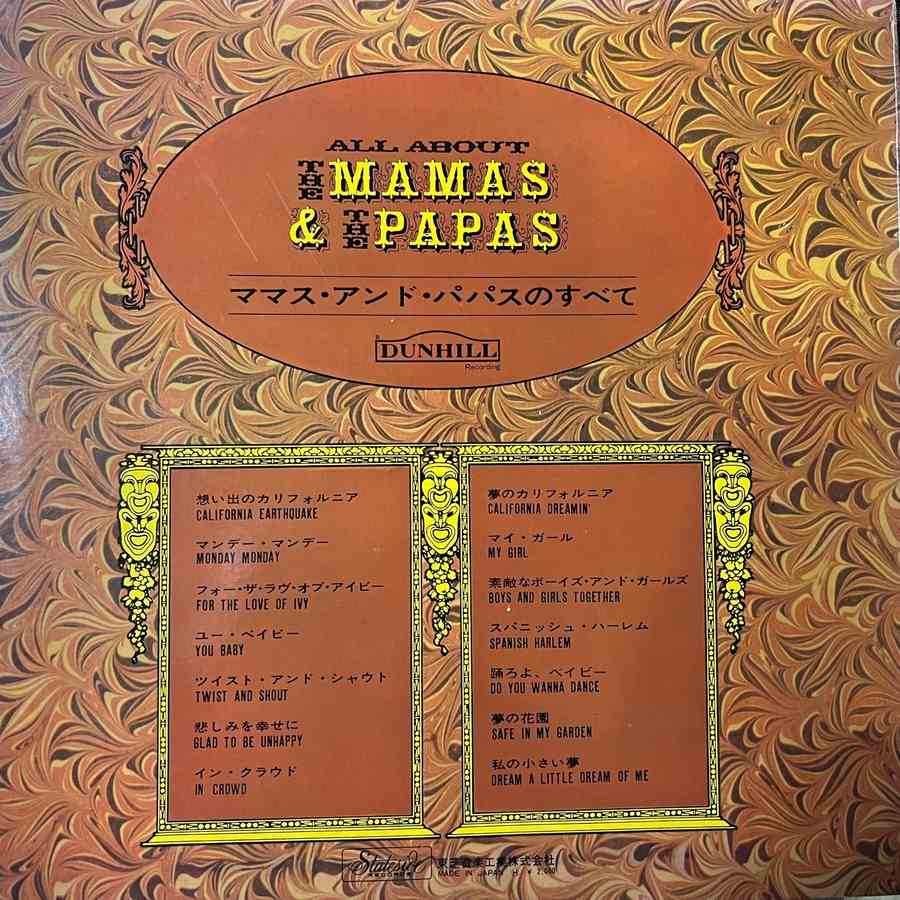 ALL ABOUT
THE MAMAS
& THE PAPAS
ママス・アンド・パパスのすべて
DUNHILL
Recording
想い出のカリフォルニア
CALIFORNIA EARTHQUAKE
マンデー・マンデー
MONDAY MONDAY
フォー・ザ・ラヴ・オブ・アイビー
FOR THE LOVE OF IVY
ユー・ベイビー
YOU BABY
ツイスト・アンド・シャウト
TWIST AND SHOUT
悲しみを幸せに
GLAD TO BE UNHAPPY
イン・クラウド
IN CROWD
夢のカリフォルニア
CALIFORNIA DREAMIN'
マイ・ガール
MY GIRL
素敵なボーイズ・アンド・ガールズ
BOYS AND GIRLS TOGETHER
スパニッシュ・ハーレム
SPANISH HARLEM
踊ろよ、ベイビー
DO YOU WANNA DANCE
夢の花園
SAFE IN MY GARDEN
私の小さい夢
DREAM A LITTLE DREAM OF ME
Stateside
RECORDS
東芝音楽工業株式会社
MADE IN JAPAN H ¥ 2,000